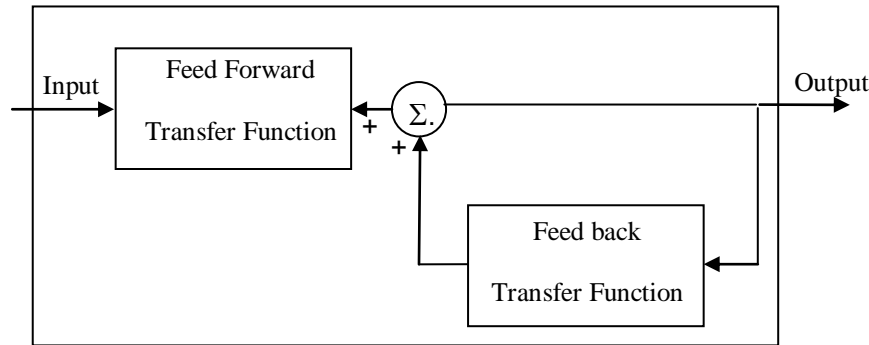 Input
Feed Forward
Transfer Function
+
Σ.
+
Output
Feed back
Transfer Function